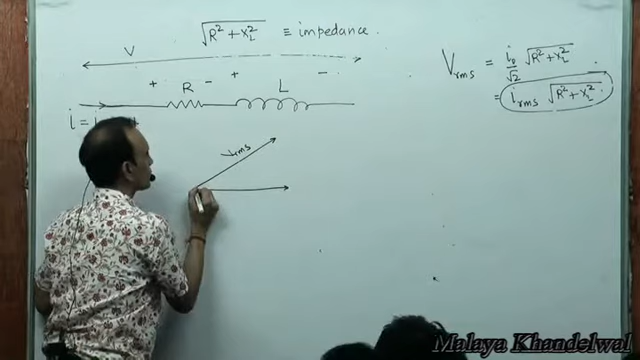 √(R² + X_L²) ≡ impedance.
V
+ R − + L −
i =
V_rms = i₀/√2 √(R² + X_L²)
= i_rms √(R² + X_L²)
V_rms
Malaya Khandelwal